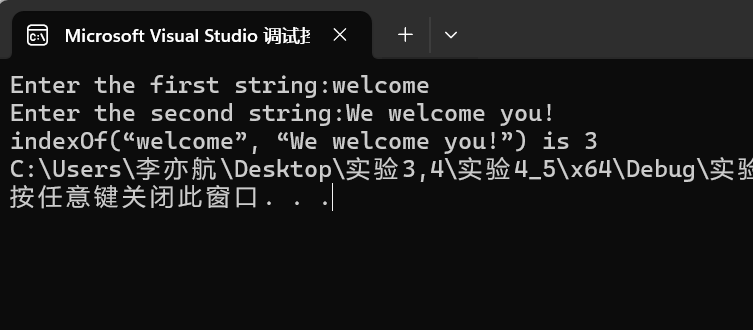 Microsoft Visual Studio 调试
Enter the first string:welcome
Enter the second string:We welcome you!
indexOf(“welcome”, “We welcome you!”) is 3
C:\Users\李亦航\Desktop\实验3,4\实验4_5\x64\Debug\实验
按任意键关闭此窗口. . .